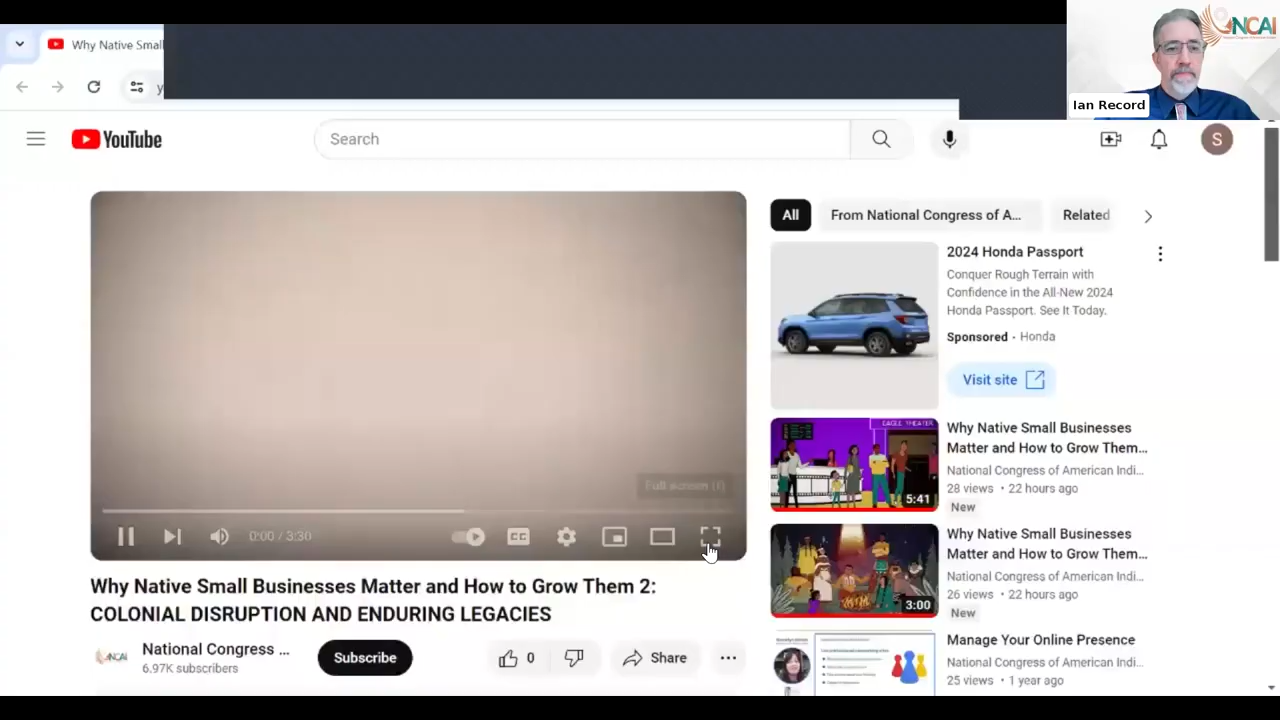 Why Native Small
y
NCAI
Ian Record
YouTube
Search
S
Full screen (f)
0:00 / 3:30
CC
Why Native Small Businesses Matter and How to Grow Them 2:
COLONIAL DISRUPTION AND ENDURING LEGACIES
NCAI
National Congress ...
6.97K subscribers
Subscribe
0
Share
All
From National Congress of A...
Related
2024 Honda Passport
Conquer Rough Terrain with
Confidence in the All-New 2024
Honda Passport. See It Today.
Sponsored · Honda
Visit site
EAGLE THEATER
5:41
Why Native Small Businesses
Matter and How to Grow Them...
National Congress of American Indi...
28 views • 22 hours ago
New
3:00
Why Native Small Businesses
Matter and How to Grow Them...
National Congress of American Indi...
26 views • 22 hours ago
New
Manage Your Online Presence
National Congress of American Indi...
25 views • 1 year ago